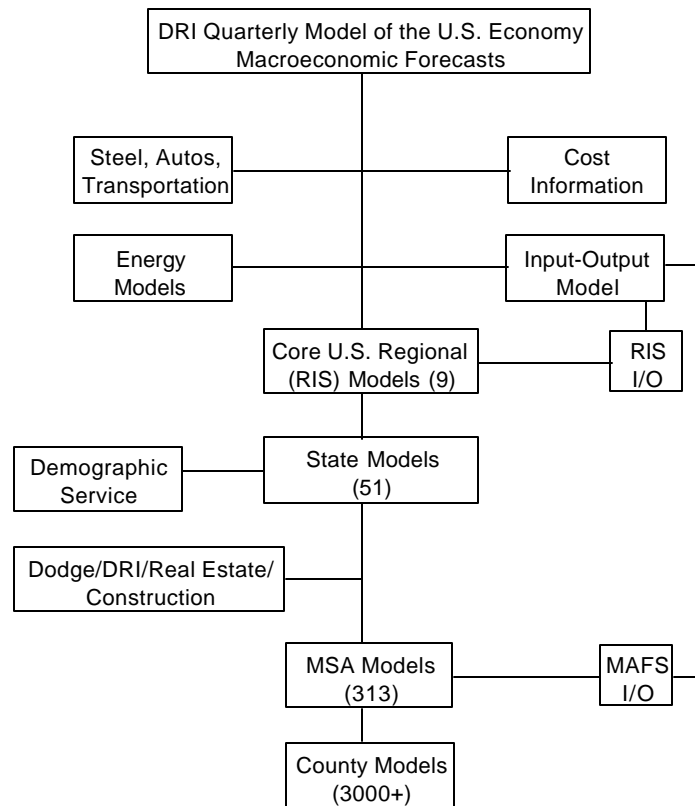 DRI Quarterly Model of the U.S. Economy
Macroeconomic Forecasts
Steel, Autos,
Transportation
Cost
Information
Energy
Models
Input-Output
Model
Core U.S. Regional
(RIS) Models (9)
RIS
I/O
State Models
(51)
Demographic
Service
Dodge/DRI/Real Estate/
Construction
MSA Models
(313)
MAFS
I/O
County Models
(3000+)